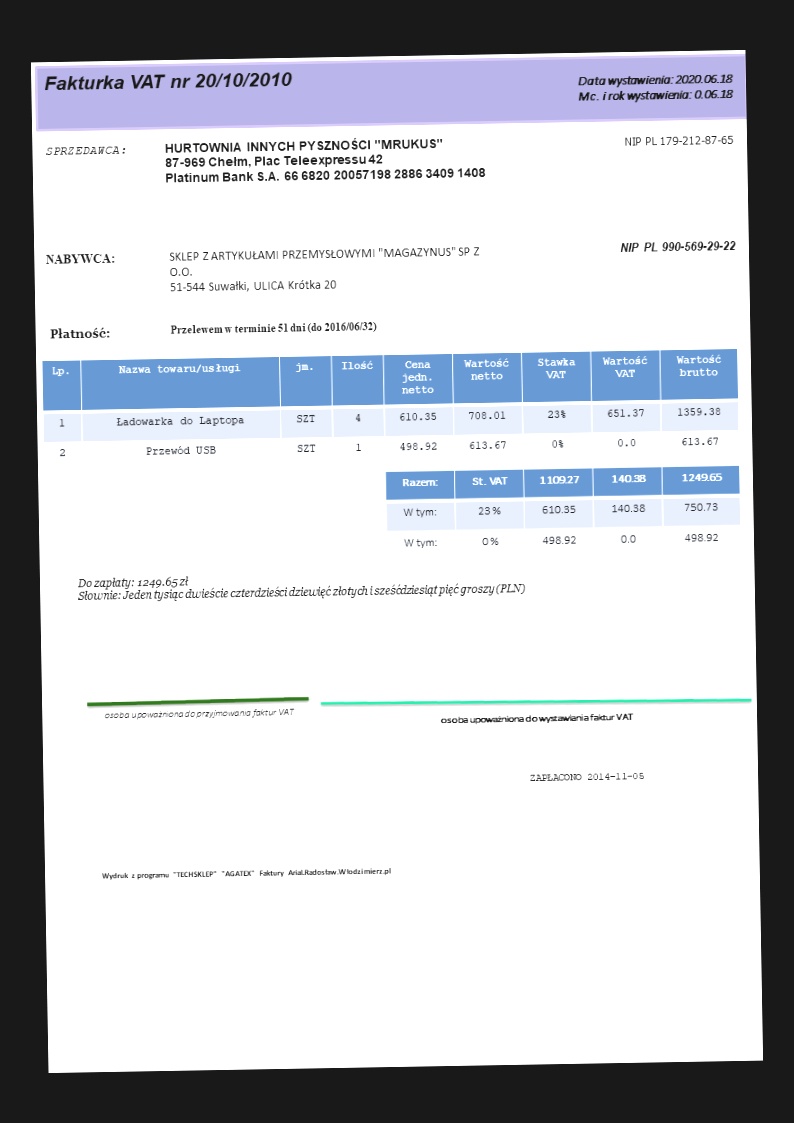 Fakturka VAT nr 20/10/2010
Data wystawienia: 2020.06.18
Mc. i rok wystawienia: 0.06.18
SPRZEDAWCA:
HURTOWNIA INNYCH PYSZNOŚCI "MRUKUS"
NIP PL 179-212-87-65
87-969 Chełm, Plac Teleexpressu 42
Platinum Bank S.A. 66 6820 20057198 2886 3409 1408
NABYWCA:
SKLEP Z ARTYKUŁAMI PRZEMYSŁOWYMI "MAGAZYNUS" SP Z
O.O.
NIP PL 990-569-29-22
51-544 Suwałki, ULICA Krótka 20
Płatność:
Przelewem w terminie 51 dni (do 2016/06/32)
Lp. Nazwa towaru/usługi jm. Ilość Cena jedn. netto Wartość netto Stawka VAT Wartość VAT Wartość brutto
1 Ładowarka do Laptopa SZT 4 610.35 708.01 23% 651.37 1359.38
2 Przewód USB SZT 1 498.92 613.67 0% 0.0 613.67
Razem: St. VAT 1109.27 140.38 1249.65
W tym: 23% 610.35 140.38 750.73
W tym: 0% 498.92 0.0 498.92
Do zapłaty: 1249.65 zł
Słownie: Jeden tysiąc dwieście czterdzieści dziewięć złotych i sześćdziesiąt pięć groszy (PLN)
osoba upoważniona do przyjmowania faktur VAT
osoba upoważniona do wystawiania faktur VAT
ZAPŁACONO 2014-11-05
Wydruk z programu "TECHSKLEP" "AGATEX" Faktury Arial.Radosław.Włodzimierz.pl